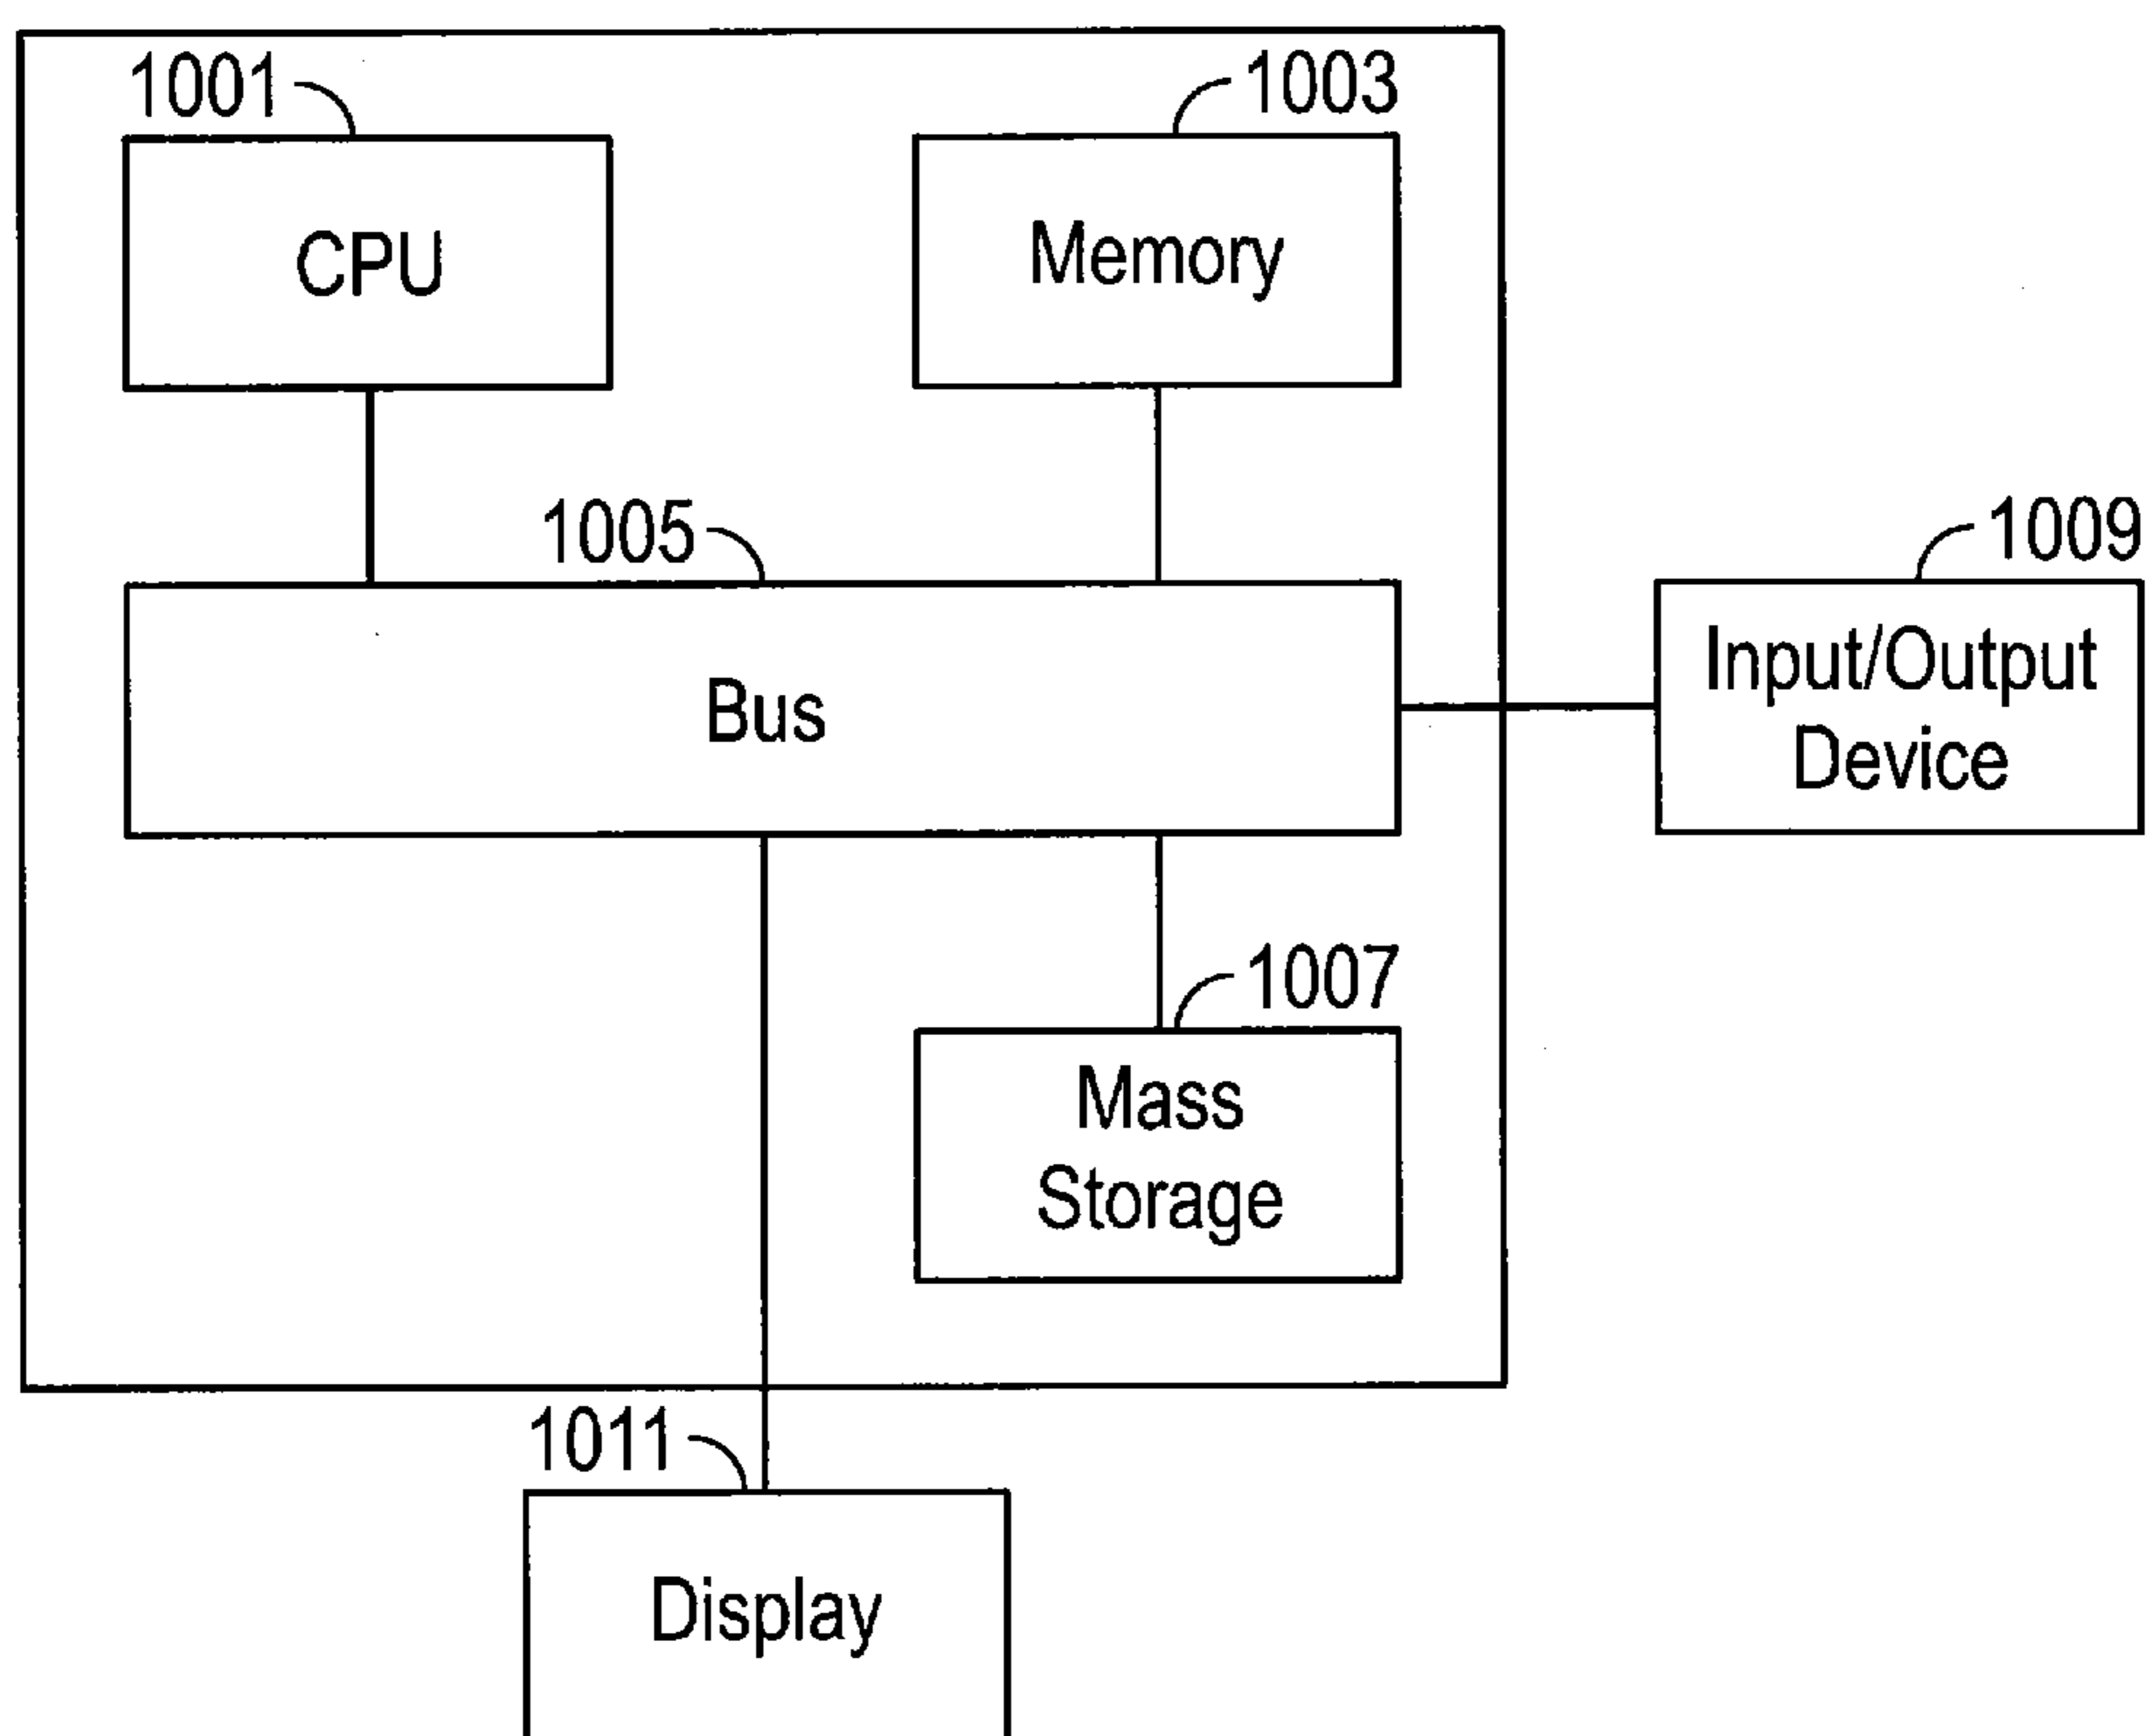 1001
1003
CPU
Memory
1005
1009
Bus
Input/Output
Device
1007
Mass
Storage
1011
Display